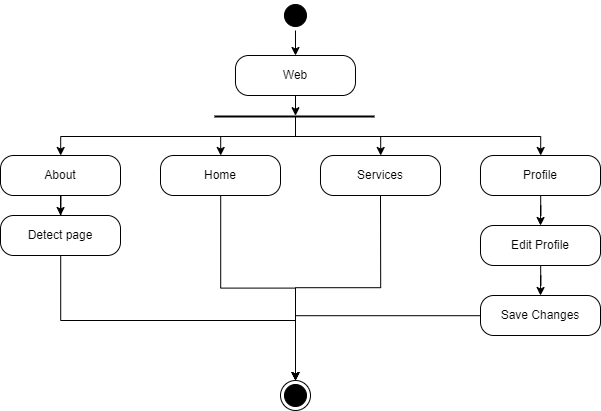 Web
About
Home
Services
Profile
Detect page
Edit Profile
Save Changes